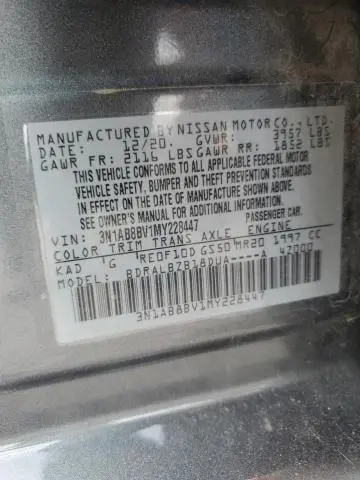 MANUFACTURED BY NISSAN MOTOR CO., LTD.
DATE: 12/20. GVWR: 3957 LBS
GAWR FR: 2116 LBS GAWR RR: 1852 LBS
THIS VEHICLE CONFORMS TO ALL APPLICABLE FEDERAL MOTOR
VEHICLE SAFETY, BUMPER, AND THEFT PREVENTION STANDARDS
IN EFFECT ON THE DATE OF MANUFACTURE SHOWN ABOVE.
SEE OWNER'S MANUAL FOR ADDITIONAL INFORMATION.
VIN: 3N1AB8BV1MY228447 PASSENGER CAR.
COLOR TRIM TRANS AXLE ENGINE
KAD G RE0F10D GS50 MR20 1997 CC
MODEL: BDRALBZB18DUA----A 47000
3N1AB8BV1MY228447